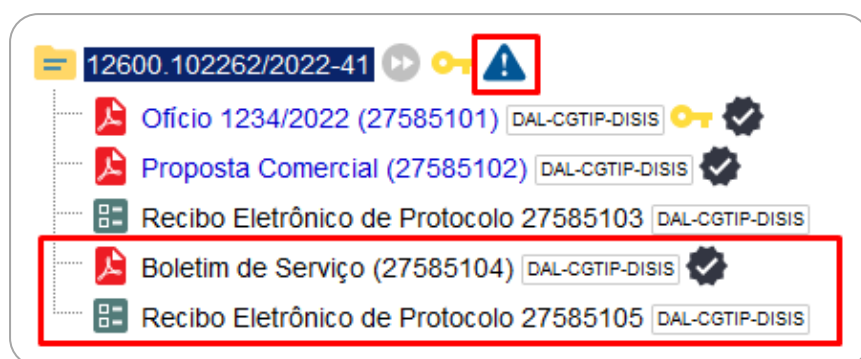 12600.102262/2022-41
Ofício 1234/2022 (27585101) DAL-CGTIP-DISIS
Proposta Comercial (27585102) DAL-CGTIP-DISIS
Recibo Eletrônico de Protocolo 27585103 DAL-CGTIP-DISIS
Boletim de Serviço (27585104) DAL-CGTIP-DISIS
Recibo Eletrônico de Protocolo 27585105 DAL-CGTIP-DISIS